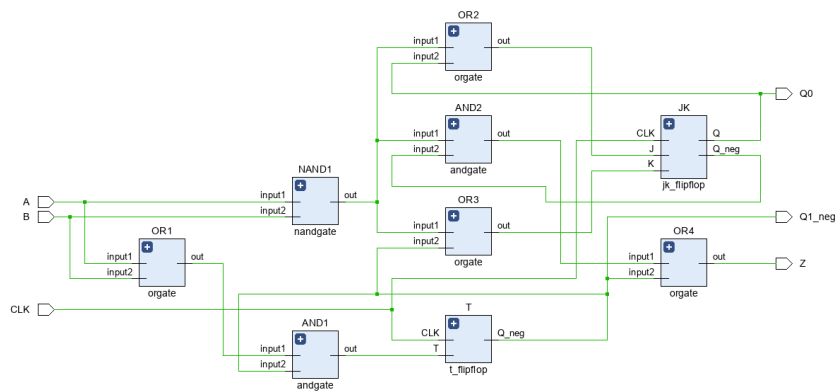 OR2
input1
out
input2
orgate
Q0
AND2
JK
input1
out
CLK
Q
input2
J
Q_neg
andgate
K
NAND1
jk_flipflop
A
input1
out
OR3
B
input2
Q1_neg
OR1
nandgate
input1
out
OR4
input2
input1
out
orgate
input1
out
Z
input2
input2
orgate
orgate
CLK
T
AND1
CLK
Q_neg
input1
out
T
input2
t_flipflop
andgate